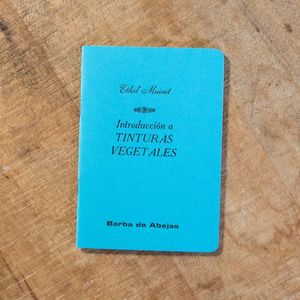 Ethel Mairet
Introducción a
TINTURAS
VEGETALES
Barba de Abejas